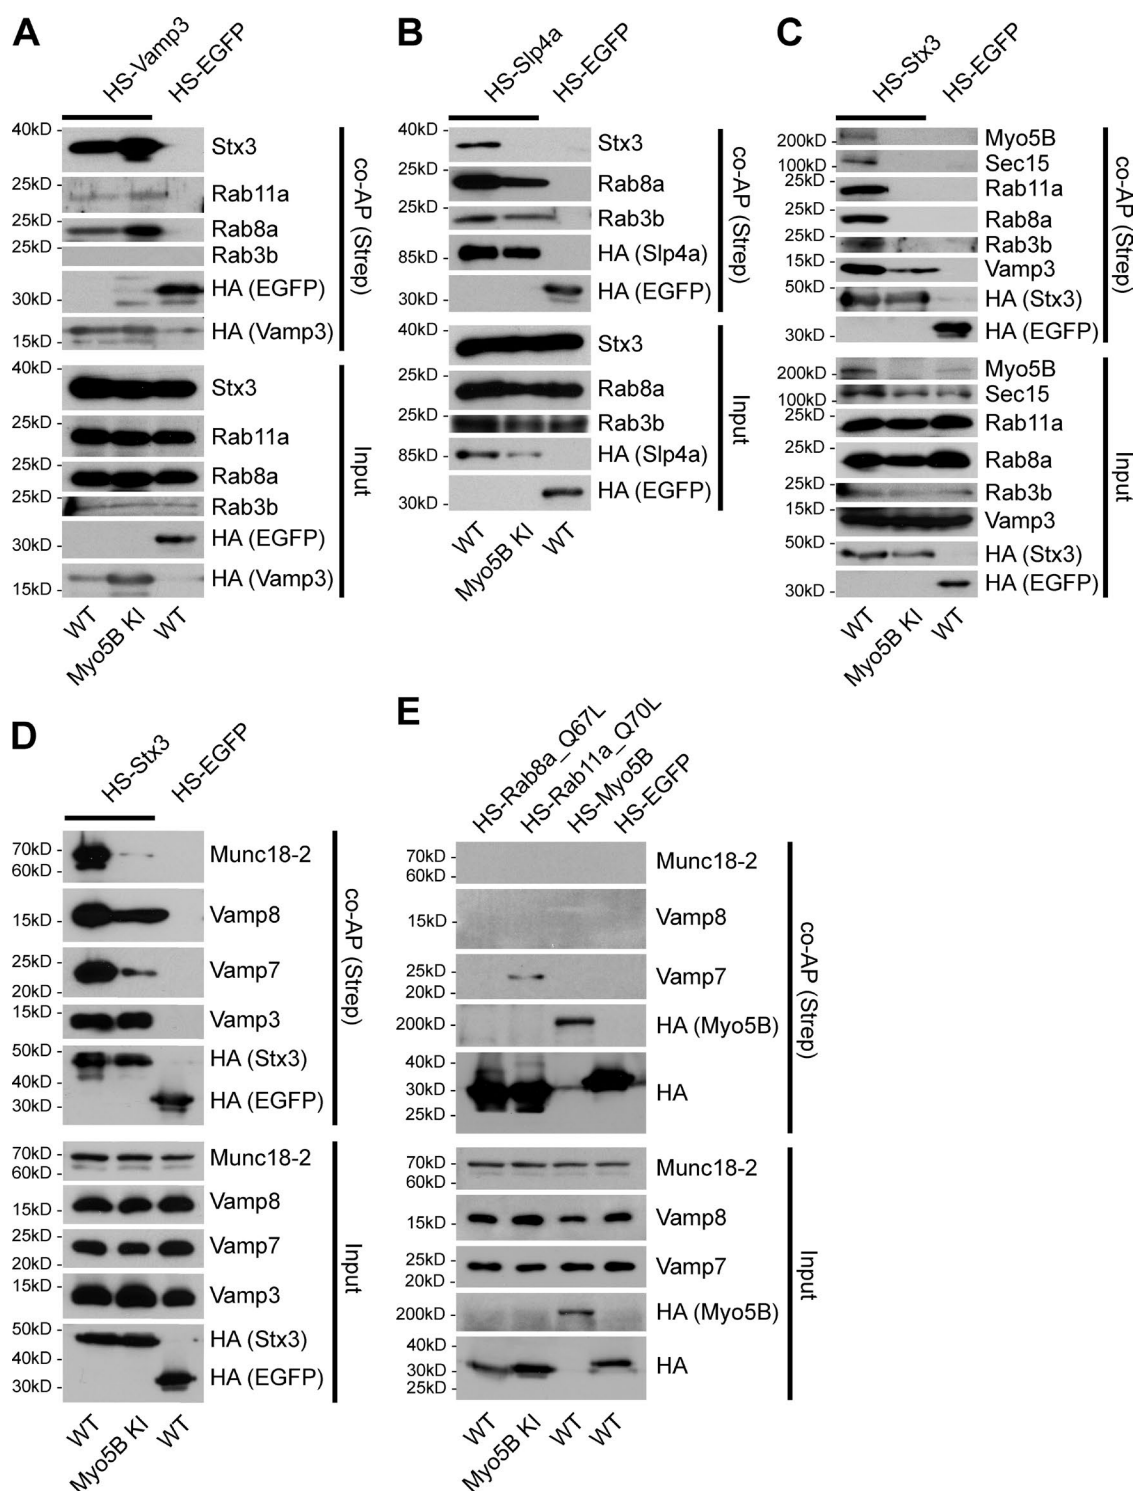 A
HS-Vamp3
HS-EGFP
40kD
Stx3
25kD
Rab11a
25kD
Rab8a
25kD
Rab3b
HA (EGFP)
30kD
HA (Vamp3)
15kD
co-AP (Strep)
40kD
Stx3
Rab11a
25kD
25kD
Rab8a
25kD
Rab3b
HA (EGFP)
30kD
HA (Vamp3)
15kD
Input
WT
Myo5B KI
WT
B
HS-Slp4a
HS-EGFP
40kD
Stx3
25kD
Rab8a
25kD
Rab3b
85kD
HA (Slp4a)
HA (EGFP)
30kD
co-AP (Strep)
40kD
Stx3
25kD
Rab8a
25kD
Rab3b
85kD
HA (Slp4a)
HA (EGFP)
30kD
Input
WT
Myo5B KI
WT
C
HS-Stx3
HS-EGFP
200kD
Myo5B
100kD
Sec15
25kD
Rab11a
25kD
Rab8a
25kD
Rab3b
15kD
Vamp3
50kD
HA (Stx3)
30kD
HA (EGFP)
co-AP (Strep)
200kD
Myo5B
100kD
Sec15
25kD
Rab11a
25kD
Rab8a
25kD
Rab3b
15kD
Vamp3
50kD
HA (Stx3)
30kD
HA (EGFP)
Input
WT
Myo5B KI
WT
D
HS-Stx3
HS-EGFP
70kD
Munc18-2
60kD
15kD
Vamp8
25kD
Vamp7
20kD
15kD
Vamp3
50kD
HA (Stx3)
40kD
HA (EGFP)
30kD
co-AP (Strep)
70kD
Munc18-2
60kD
15kD
Vamp8
25kD
Vamp7
20kD
15kD
Vamp3
50kD
HA (Stx3)
40kD
HA (EGFP)
30kD
Input
WT
Myo5B KI
WT
E
HS-Rab8a_Q67L
HS-Rab11a_Q70L
HS-Myo5B
HS-EGFP
70kD
Munc18-2
60kD
15kD
Vamp8
25kD
Vamp7
20kD
200kD
HA (Myo5B)
40kD
30kD
HA
25kD
co-AP (Strep)
70kD
Munc18-2
60kD
15kD
Vamp8
25kD
Vamp7
20kD
200kD
HA (Myo5B)
40kD
30kD
HA
25kD
Input
WT
Myo5B KI
WT
WT